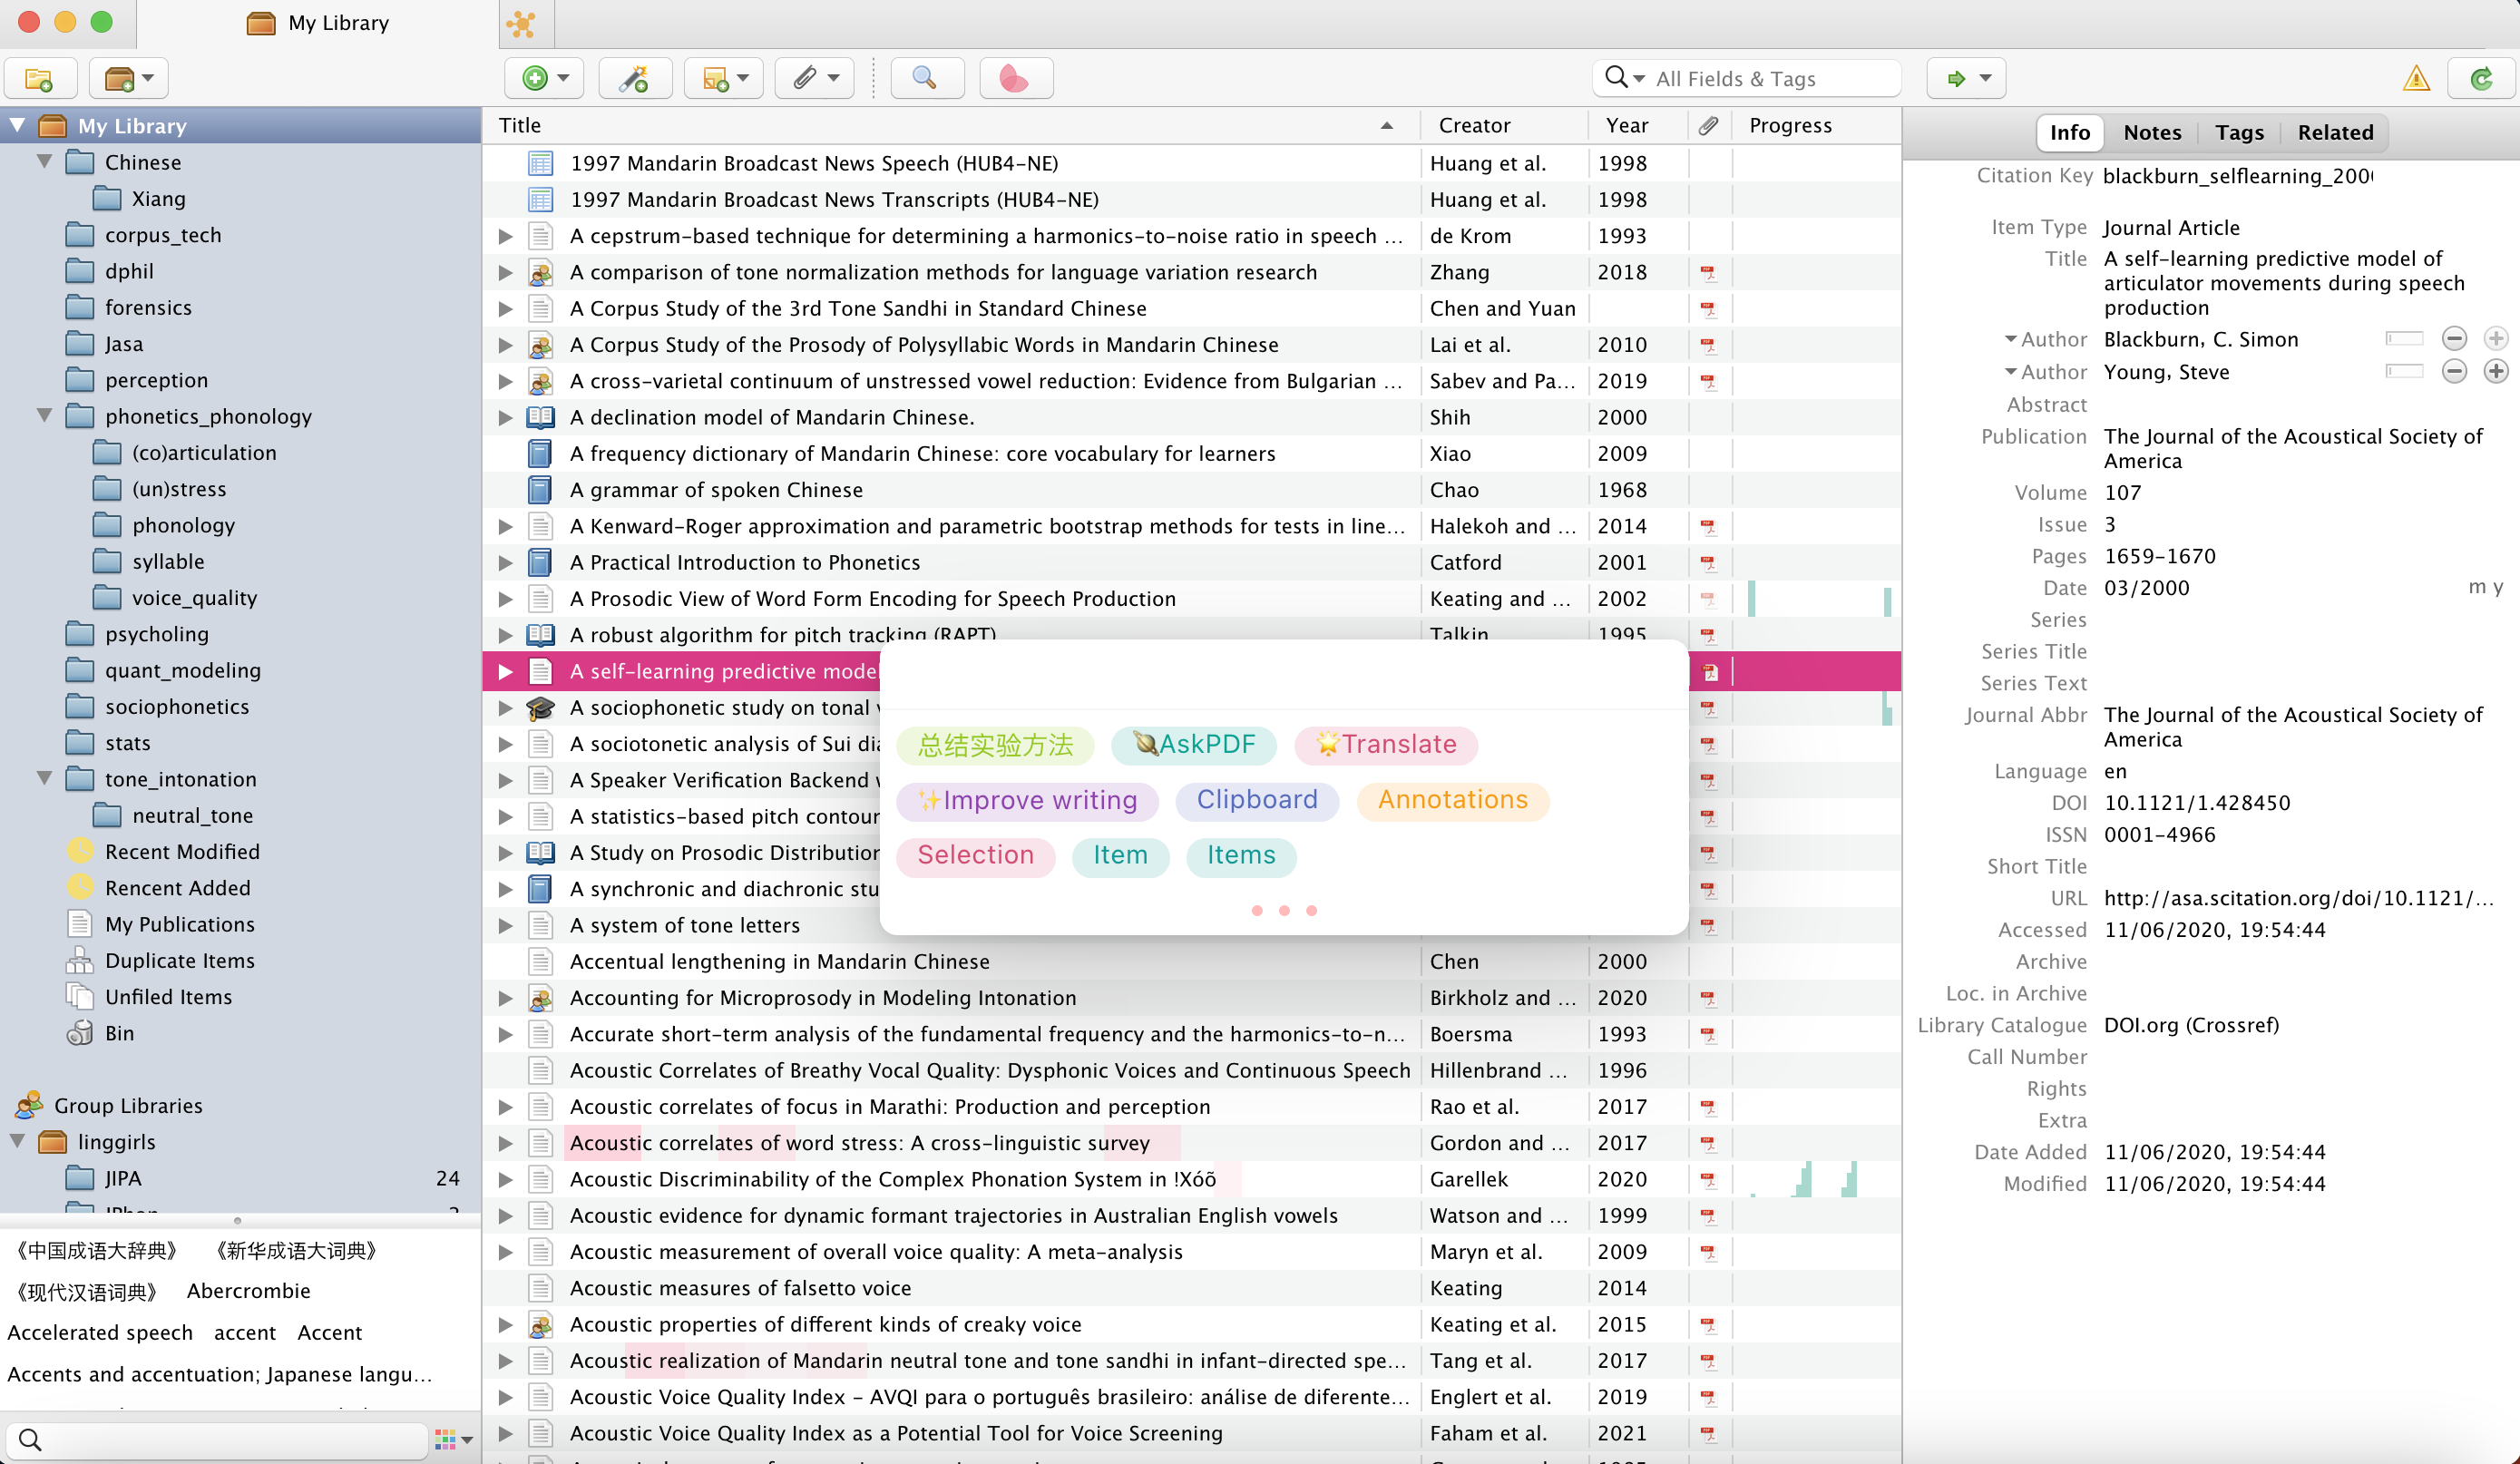 My Library
All Fields & Tags
My Library
Chinese
Xiang
corpus_tech
dphil
forensics
Jasa
perception
phonetics_phonology
(co)articulation
(un)stress
phonology
syllable
voice_quality
psycholing
quant_modeling
sociophonetics
stats
tone_intonation
neutral_tone
Recent Modified
Rencent Added
My Publications
Duplicate Items
Unfiled Items
Bin
Group Libraries
linggirls
JIPA 24
《中国成语大辞典》 《新华成语大词典》
《现代汉语词典》 Abercrombie
Accelerated speech accent Accent
Accents and accentuation; Japanese langu...
Title Creator Year Progress
1997 Mandarin Broadcast News Speech (HUB4-NE) Huang et al. 1998
1997 Mandarin Broadcast News Transcripts (HUB4-NE) Huang et al. 1998
A cepstrum-based technique for determining a harmonics-to-noise ratio in speech ... de Krom 1993
A comparison of tone normalization methods for language variation research Zhang 2018
A Corpus Study of the 3rd Tone Sandhi in Standard Chinese Chen and Yuan
A Corpus Study of the Prosody of Polysyllabic Words in Mandarin Chinese Lai et al. 2010
A cross-varietal continuum of unstressed vowel reduction: Evidence from Bulgarian ... Sabev and Pa... 2019
A declination model of Mandarin Chinese. Shih 2000
A frequency dictionary of Mandarin Chinese: core vocabulary for learners Xiao 2009
A grammar of spoken Chinese Chao 1968
A Kenward-Roger approximation and parametric bootstrap methods for tests in line... Halekoh and ... 2014
A Practical Introduction to Phonetics Catford 2001
A Prosodic View of Word Form Encoding for Speech Production Keating and ... 2002
A robust algorithm for pitch tracking (RAPT) Talkin 1995
A self-learning predictive model
A sociophonetic study on tonal
A sociotonetic analysis of Sui
A Speaker Verification Backend
A statistics-based pitch contour
A Study on Prosodic Distribution
A synchronic and diachronic
A system of tone letters
总结实验方法 AskPDF Translate
Improve writing Clipboard Annotations
Selection Item Items
Accentual lengthening in Mandarin Chinese Chen 2000
Accounting for Microprosody in Modeling Intonation Birkholz and ... 2020
Accurate short-term analysis of the fundamental frequency and the harmonics-to-n... Boersma 1993
Acoustic Correlates of Breathy Vocal Quality: Dysphonic Voices and Continuous Speech Hillenbrand ... 1996
Acoustic correlates of focus in Marathi: Production and perception Rao et al. 2017
Acoustic correlates of word stress: A cross-linguistic survey Gordon and ... 2017
Acoustic Discriminability of the Complex Phonation System in !Xóõ Garellek 2020
Acoustic evidence for dynamic formant trajectories in Australian English vowels Watson and ... 1999
Acoustic measurement of overall voice quality: A meta-analysis Maryn et al. 2009
Acoustic measures of falsetto voice Keating 2014
Acoustic properties of different kinds of creaky voice Keating et al. 2015
Acoustic realization of Mandarin neutral tone and tone sandhi in infant-directed spe... Tang et al. 2017
Acoustic Voice Quality Index - AVQI para o português brasileiro: análise de diferente... Englert et al. 2019
Acoustic Voice Quality Index as a Potential Tool for Voice Screening Faham et al. 2021
Info Notes Tags Related
Citation Key blackburn_selflearning_200
Item Type Journal Article
Title A self-learning predictive model of
articulator movements during speech
production
Author Blackburn, C. Simon
Author Young, Steve
Abstract
Publication The Journal of the Acoustical Society of
America
Volume 107
Issue 3
Pages 1659-1670
Date 03/2000 m y
Series
Series Title
Series Text
Journal Abbr The Journal of the Acoustical Society of
America
Language en
DOI 10.1121/1.428450
ISSN 0001-4966
Short Title
URL http://asa.scitation.org/doi/10.1121/...
Accessed 11/06/2020, 19:54:44
Archive
Loc. in Archive
Library Catalogue DOI.org (Crossref)
Call Number
Rights
Extra
Date Added 11/06/2020, 19:54:44
Modified 11/06/2020, 19:54:44